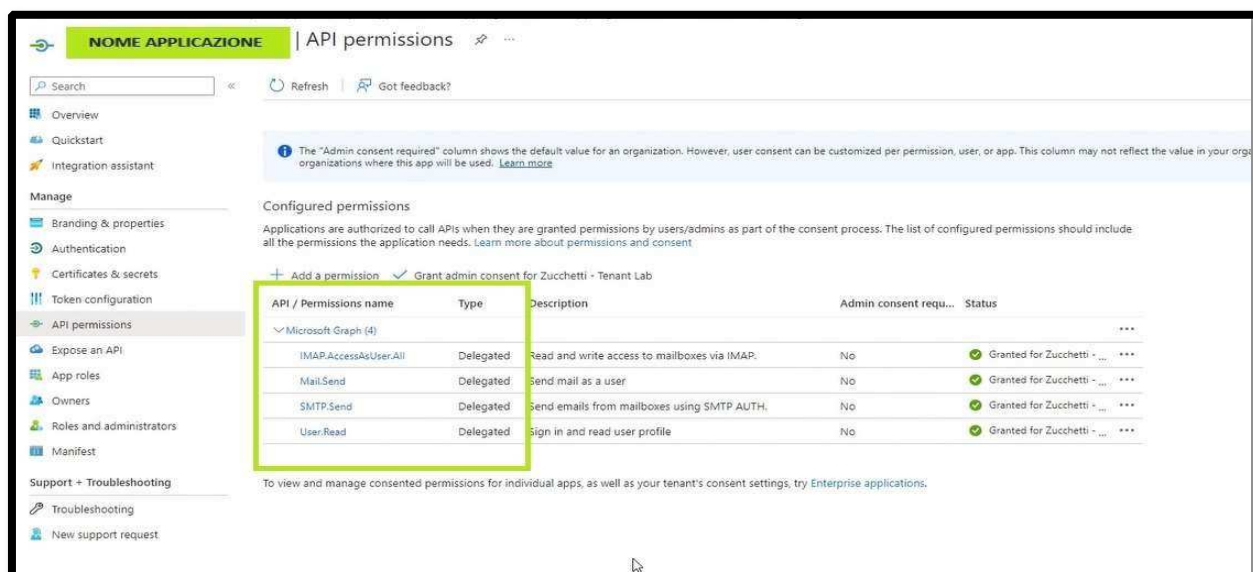 NOME APPLICAZIONE | API permissions
Search
Refresh | Got feedback?
Overview
Quickstart
Integration assistant
The "Admin consent required" column shows the default value for an organization. However, user consent can be customized per permission, user, or app. This column may not reflect the value in your orga
organizations where this app will be used. Learn more
Manage
Branding & properties
Authentication
Certificates & secrets
Token configuration
API permissions
Expose an API
App roles
Owners
Roles and administrators
Manifest
Support + Troubleshooting
Troubleshooting
New support request
Configured permissions
Applications are authorized to call APIs when they are granted permissions by users/admins as part of the consent process. The list of configured permissions should include
all the permissions the application needs. Learn more about permissions and consent
Add a permission Grant admin consent for Zucchetti - Tenant Lab
API / Permissions name Type Description Admin consent requ... Status
Microsoft Graph (4)
IMAP.AccessAsUser.All Delegated Read and write access to mailboxes via IMAP. No Granted for Zucchetti - ...
Mail.Send Delegated Send mail as a user No Granted for Zucchetti - ...
SMTP.Send Delegated Send emails from mailboxes using SMTP AUTH. No Granted for Zucchetti - ...
User.Read Delegated Sign in and read user profile No Granted for Zucchetti - ...
To view and manage consented permissions for individual apps, as well as your tenant's consent settings, try Enterprise applications.